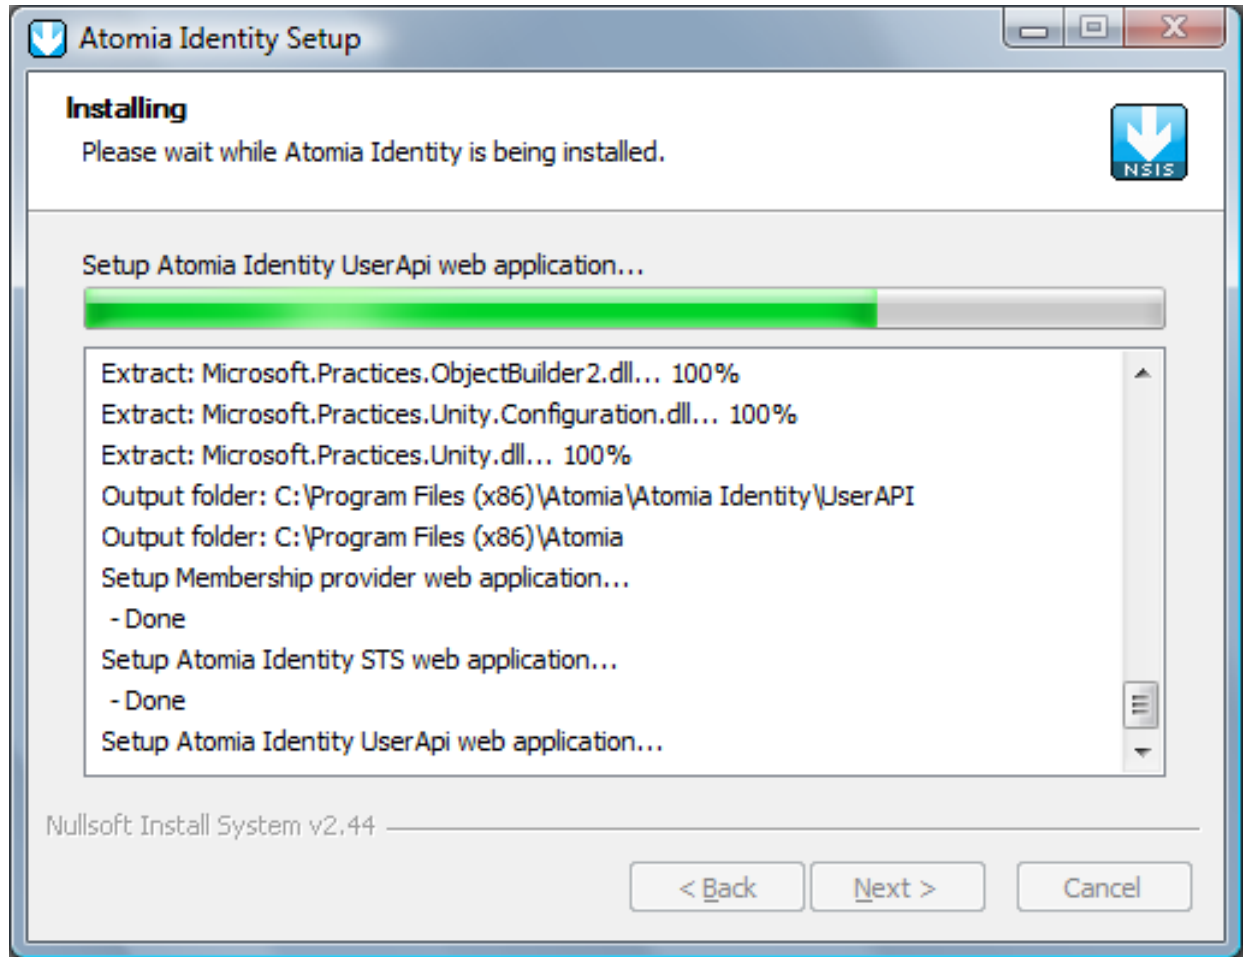 Atomia Identity Setup
Installing
Please wait while Atomia Identity is being installed.
NSIS
Setup Atomia Identity UserApi web application...
Extract: Microsoft.Practices.ObjectBuilder2.dll... 100%
Extract: Microsoft.Practices.Unity.Configuration.dll... 100%
Extract: Microsoft.Practices.Unity.dll... 100%
Output folder: C:\Program Files (x86)\Atomia\Atomia Identity\UserAPI
Output folder: C:\Program Files (x86)\Atomia
Setup Membership provider web application...
- Done
Setup Atomia Identity STS web application...
- Done
Setup Atomia Identity UserApi web application...
Nullsoft Install System v2.44
< Back Next > Cancel